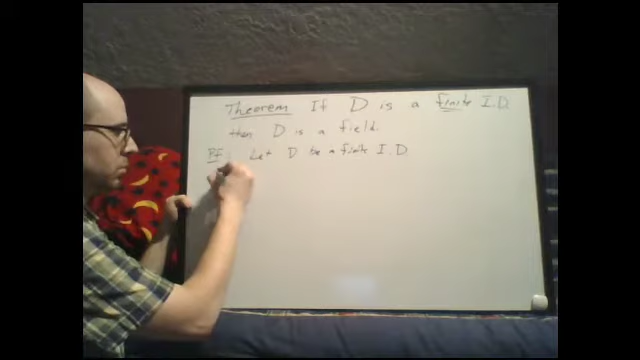 Theorem If D is a finite I.D.
then D is a field.
Pf: Let D be a finite I.D.